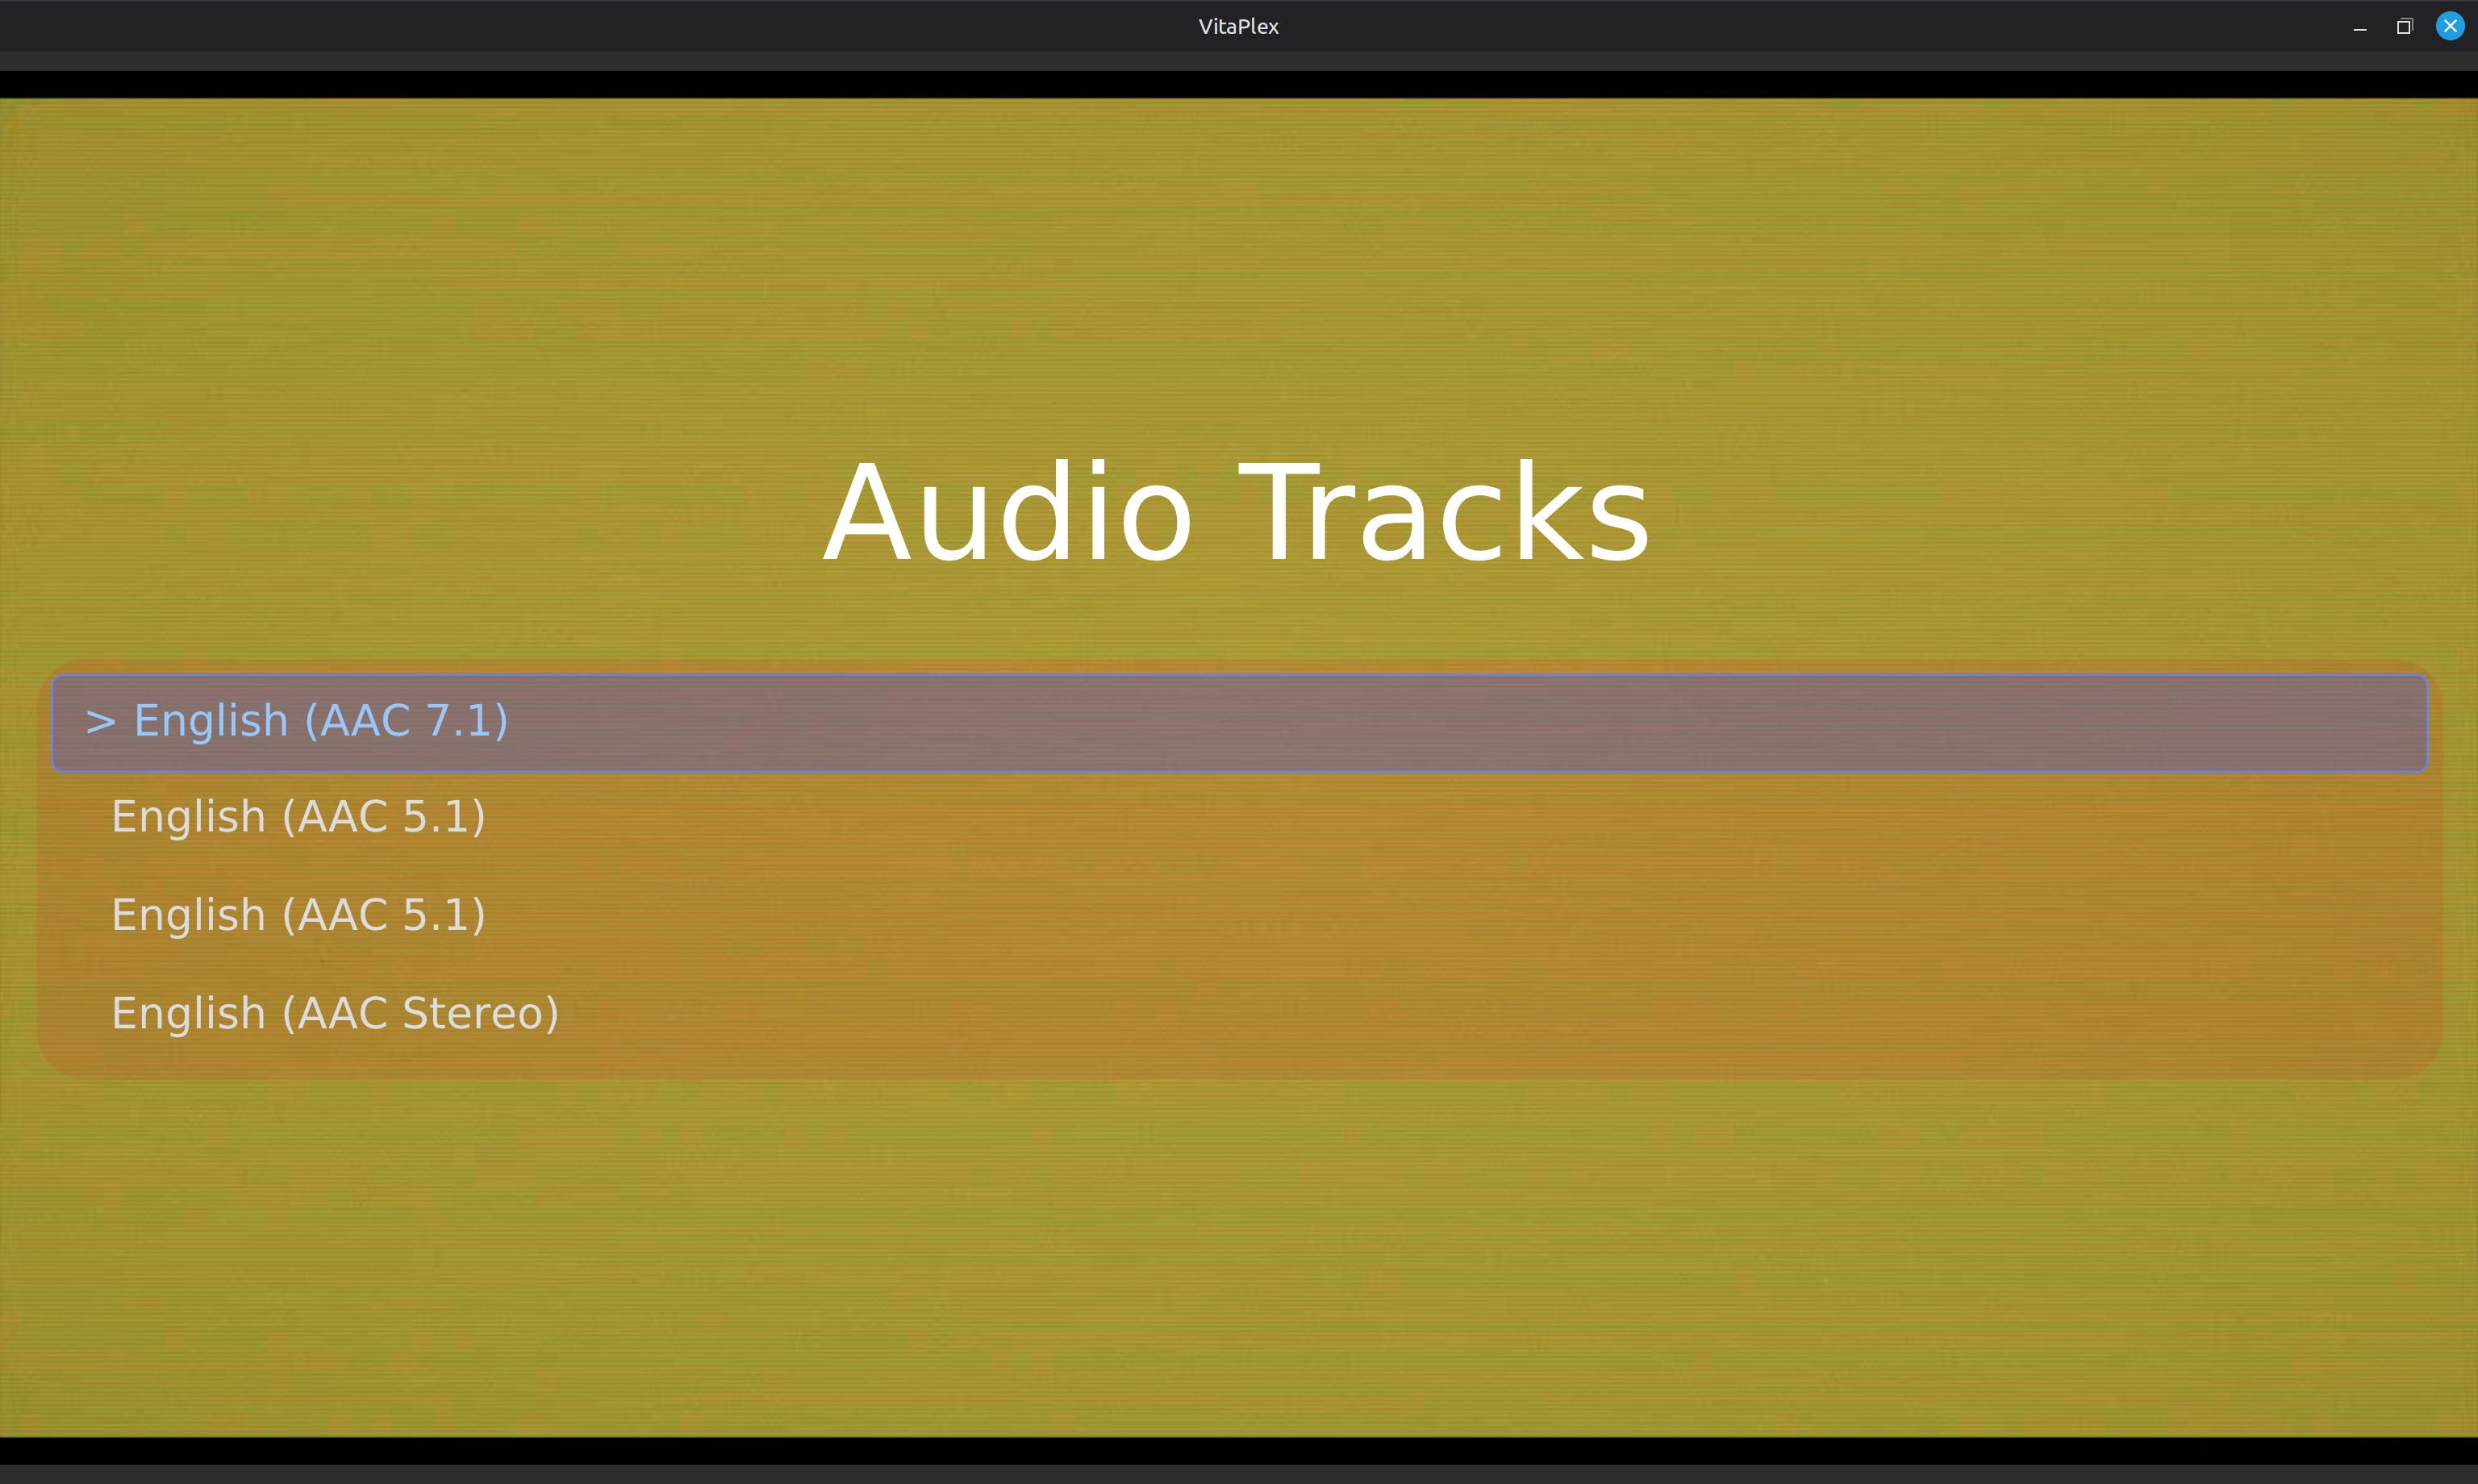 VitaPlex
Audio Tracks
> English (AAC 7.1)
English (AAC 5.1)
English (AAC 5.1)
English (AAC Stereo)